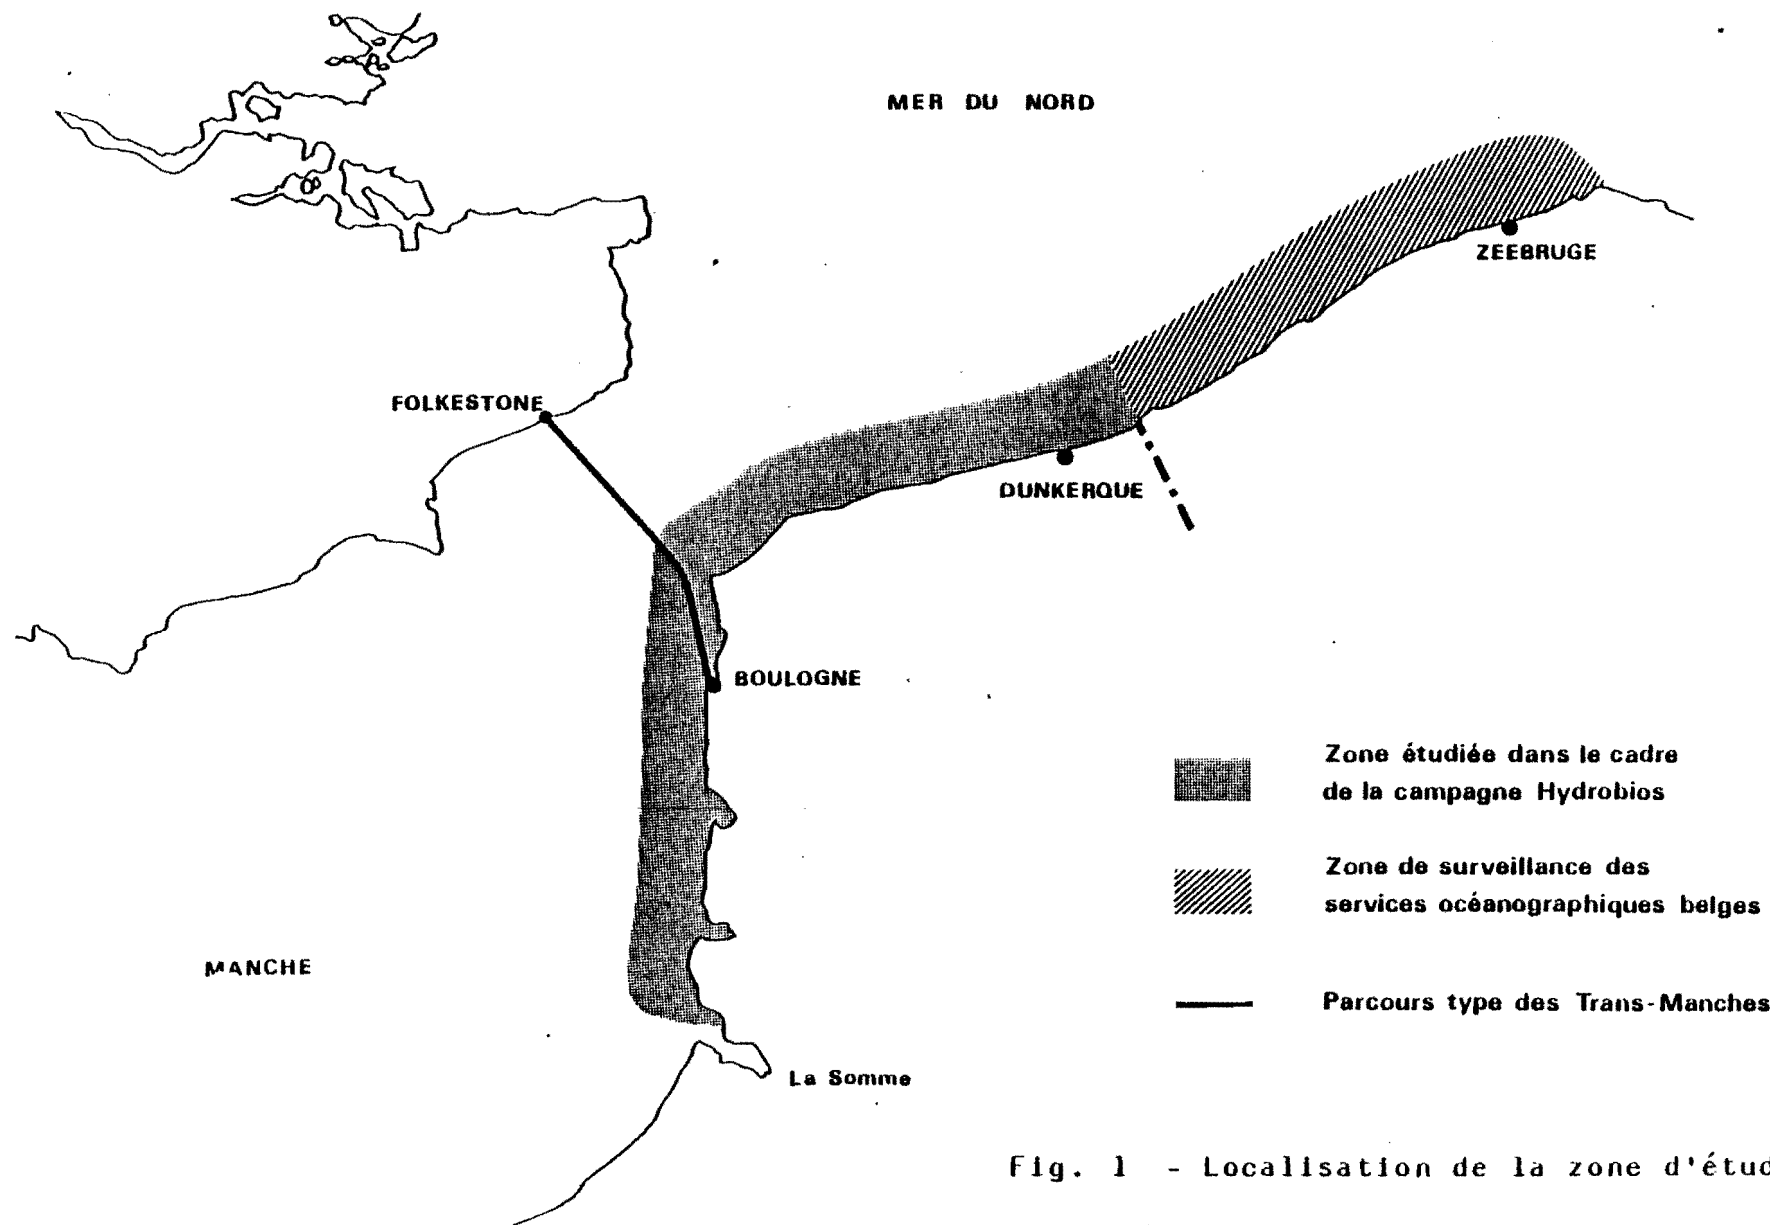 MER DU NORD
ZEEBRUGE
FOLKESTONE
DUNKERQUE
BOULOGNE
Zone étudiée dans le cadre
de la campagne Hydrobios
Zone de surveillance des
services océanographiques belges
MANCHE
Parcours type des Trans-Manches
La Somme
Fig. 1 - Localisation de la zone d'étud